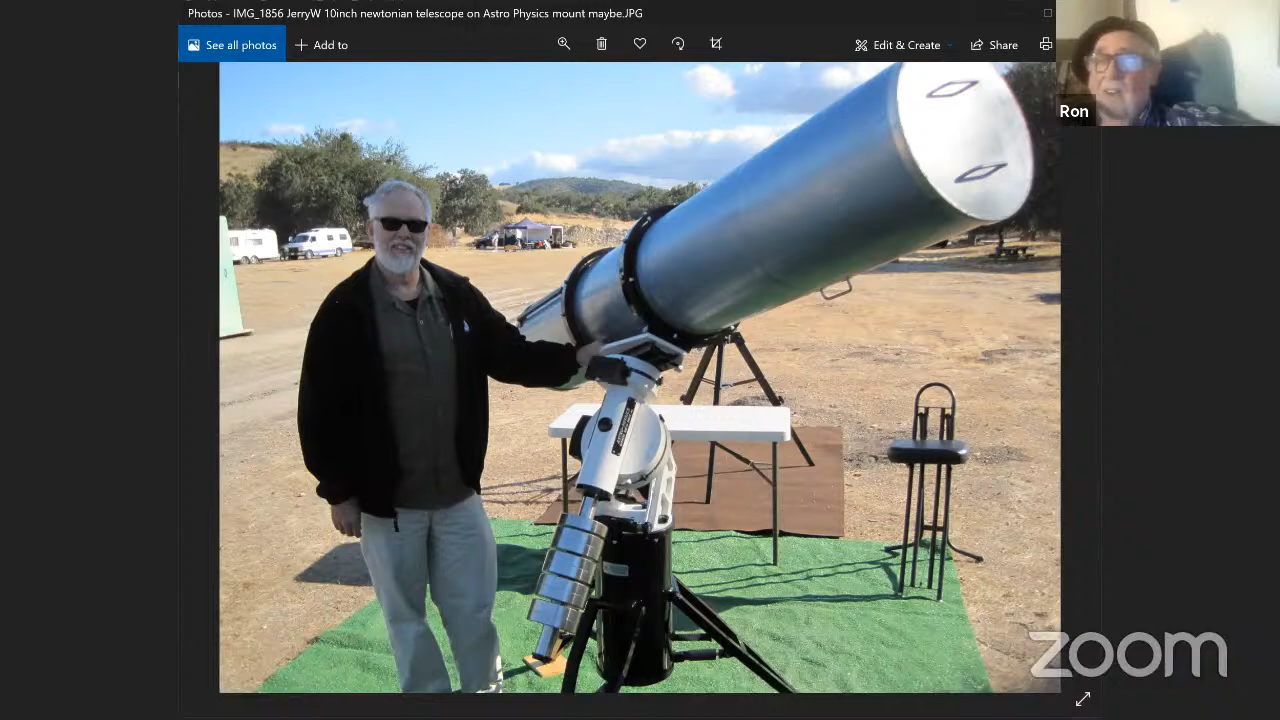 Photos - IMG_1856 JerryW 10inch newtonian telescope on Astro Physics mount maybe.JPG
See all photos
Add to
Edit & Create
Share
Ron
zoom